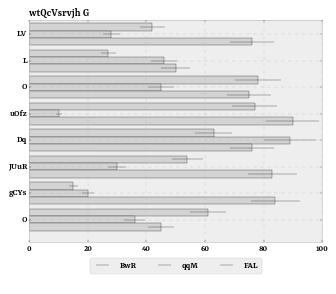 wtQcVsrvjh G
LV
L
O
uOfz
Dq
JUuR
gCYs
O
0 20 40 60 80 100
BwR qqM FAL